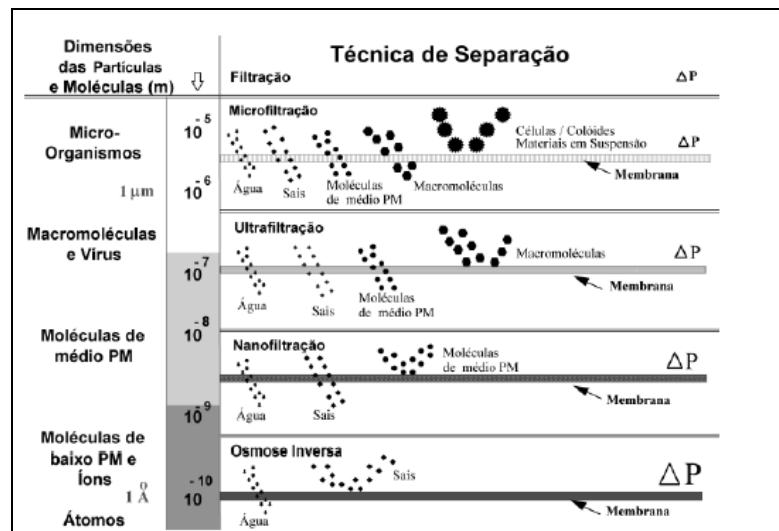 Dimensões
das Partículas
e Moléculas (m)
Técnica de Separação
Filtração
ΔP
Micro-
Organismos
1 μm
10⁻⁵
10⁻⁶
Microfiltração
Células / Colóides
Materiais em Suspensão
ΔP
Membrana
Água
Sais
Moléculas
de médio PM
Macromoléculas
Macromoléculas
e Vírus
10⁻⁷
Ultrafiltração
Macromoléculas
ΔP
Membrana
Água
Sais
Moléculas
de médio PM
Moléculas de
médio PM
10⁻⁸
10⁻⁹
Nanofiltração
Moléculas
de médio PM
ΔP
Membrana
Água
Sais
Moléculas de
baixo PM e
Íons
1 Å
Átomos
10⁻¹⁰
Osmose Inversa
Sais
ΔP
Membrana
Água